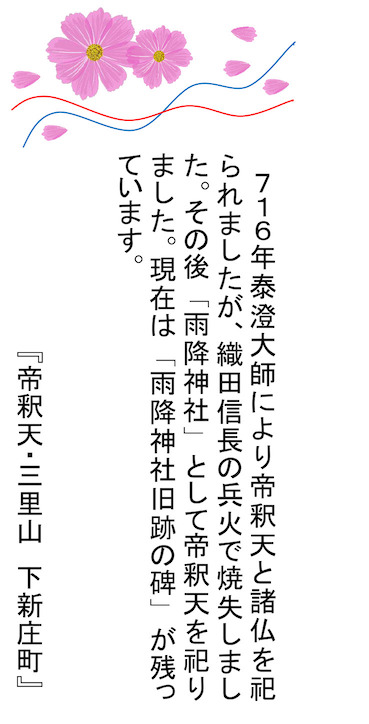 ７１６年泰澄大師により帝釈天と諸仏を祀
られましたが、織田信長の兵火で焼失しまし
た。その後「雨降神社」として帝釈天を祀り
ました。現在は「雨降神社旧跡の碑」が残っ
ています。
『帝釈天・三里山　下新庄町』